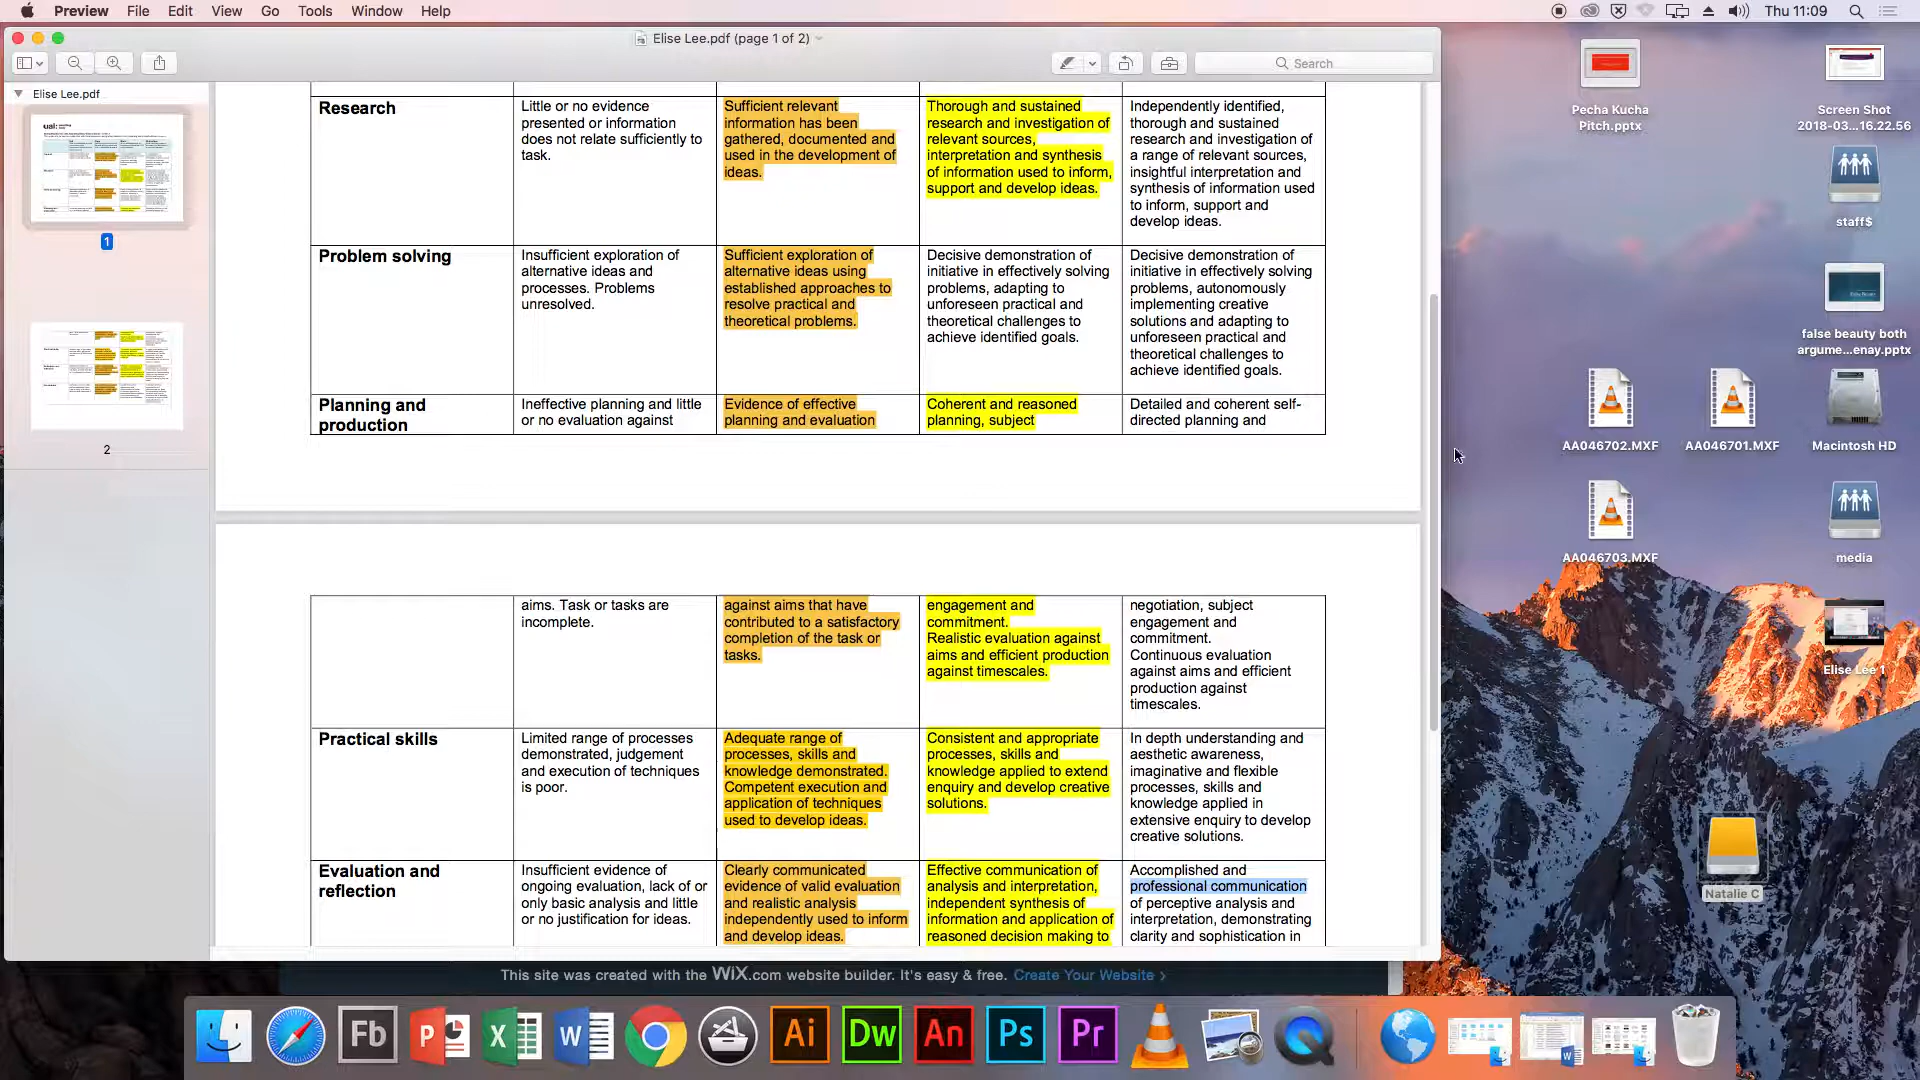 Preview File Edit View Go Tools Window Help
Thu 11:09
Elise Lee.pdf (page 1 of 2)
Search
Elise Lee.pdf
1
2
Research
Little or no evidence
presented or information
does not relate sufficiently to
task.
Sufficient relevant
information has been
gathered, documented and
used in the development of
ideas.
Thorough and sustained
research and investigation of
relevant sources,
interpretation and synthesis
of information used to inform,
support and develop ideas.
Independently identified,
thorough and sustained
research and investigation of
a range of relevant sources,
insightful interpretation and
synthesis of information used
to inform, support and
develop ideas.
Problem solving
Insufficient exploration of
alternative ideas and
processes. Problems
unresolved.
Sufficient exploration of
alternative ideas using
established approaches to
resolve practical and
theoretical problems.
Decisive demonstration of
initiative in effectively solving
problems, adapting to
unforeseen practical and
theoretical challenges to
achieve identified goals.
Decisive demonstration of
initiative in effectively solving
problems, autonomously
implementing creative
solutions and adapting to
unforeseen practical and
theoretical challenges to
achieve identified goals.
Planning and
production
Ineffective planning and little
or no evaluation against
Evidence of effective
planning and evaluation
Coherent and reasoned
planning, subject
Detailed and coherent self-
directed planning and
aims. Task or tasks are
incomplete.
against aims that have
contributed to a satisfactory
completion of the task or
tasks.
engagement and
commitment.
Realistic evaluation against
aims and efficient production
against timescales.
negotiation, subject
engagement and
commitment.
Continuous evaluation
against aims and efficient
production against
timescales.
Practical skills
Limited range of processes
demonstrated, judgement
and execution of techniques
is poor.
Adequate range of
processes, skills and
knowledge demonstrated.
Competent execution and
application of techniques
used to develop ideas.
Consistent and appropriate
processes, skills and
knowledge applied to extend
enquiry and develop creative
solutions.
In depth understanding and
aesthetic awareness,
imaginative and flexible
processes, skills and
knowledge applied in
extensive enquiry to develop
creative solutions.
Evaluation and
reflection
Insufficient evidence of
ongoing evaluation, lack of or
only basic analysis and little
or no justification for ideas.
Clearly communicated
evidence of valid evaluation
and realistic analysis
independently used to inform
and develop ideas.
Effective communication of
analysis and interpretation,
independent synthesis of
information and application of
reasoned decision making to
Accomplished and
professional communication
of perceptive analysis and
interpretation, demonstrating
clarity and sophistication in
This site was created with the WiX.com website builder. It's easy & free. Create Your Website >
Pecha Kucha
Pitch.pptx
Screen Shot
2018-03...16.22.56
staff$
false beauty both
argume...enay.pptx
AA046702.MXF
AA046701.MXF
Macintosh HD
AA046703.MXF
media
Elise Lee 1
Natalie C
Fb
Ai
Dw
An
Ps
Pr